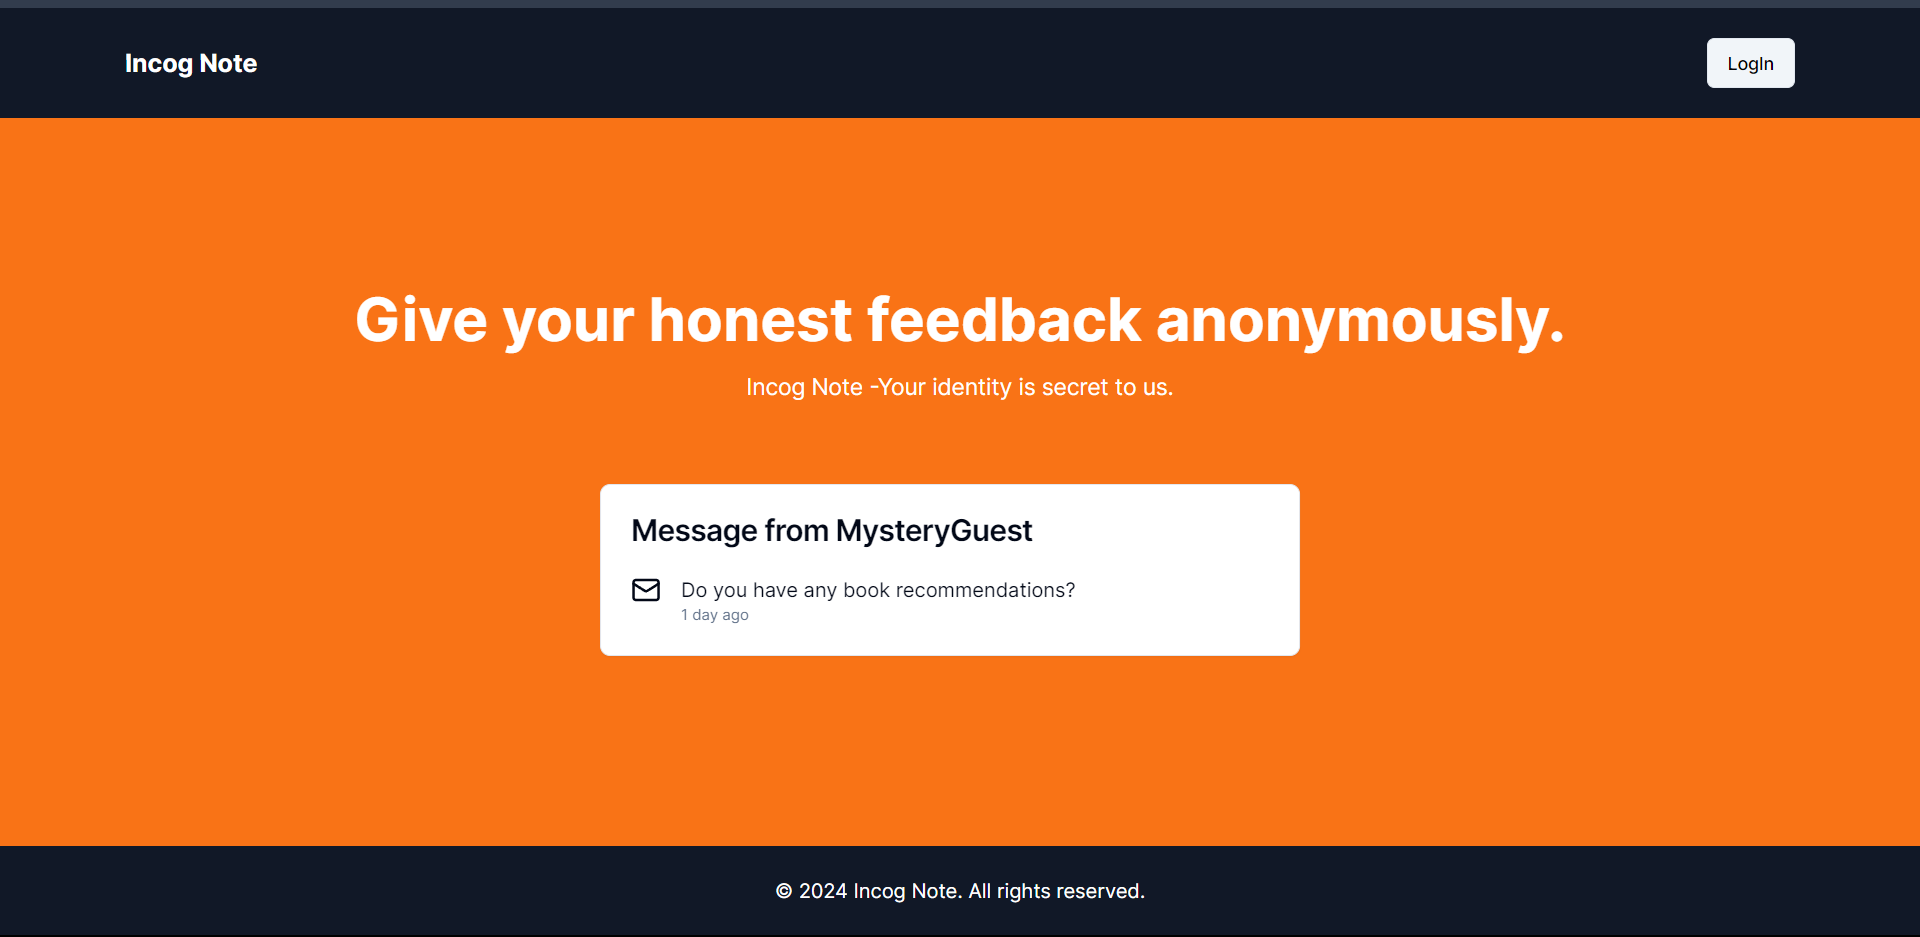 Incog Note
LogIn
Give your honest feedback anonymously.
Incog Note -Your identity is secret to us.
Message from MysteryGuest
Do you have any book recommendations?
1 day ago
© 2024 Incog Note. All rights reserved.